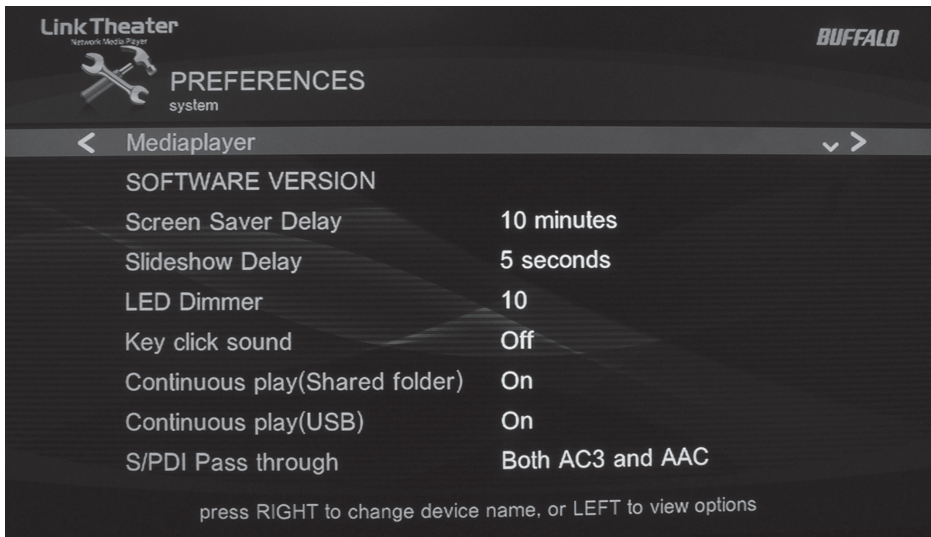 LinkTheater
Network Media Player
BUFFALO
PREFERENCES
system
< Mediaplayer >
SOFTWARE VERSION
Screen Saver Delay 10 minutes
Slideshow Delay 5 seconds
LED Dimmer 10
Key click sound Off
Continuous play(Shared folder) On
Continuous play(USB) On
S/PDI Pass through Both AC3 and AAC
press RIGHT to change device name, or LEFT to view options